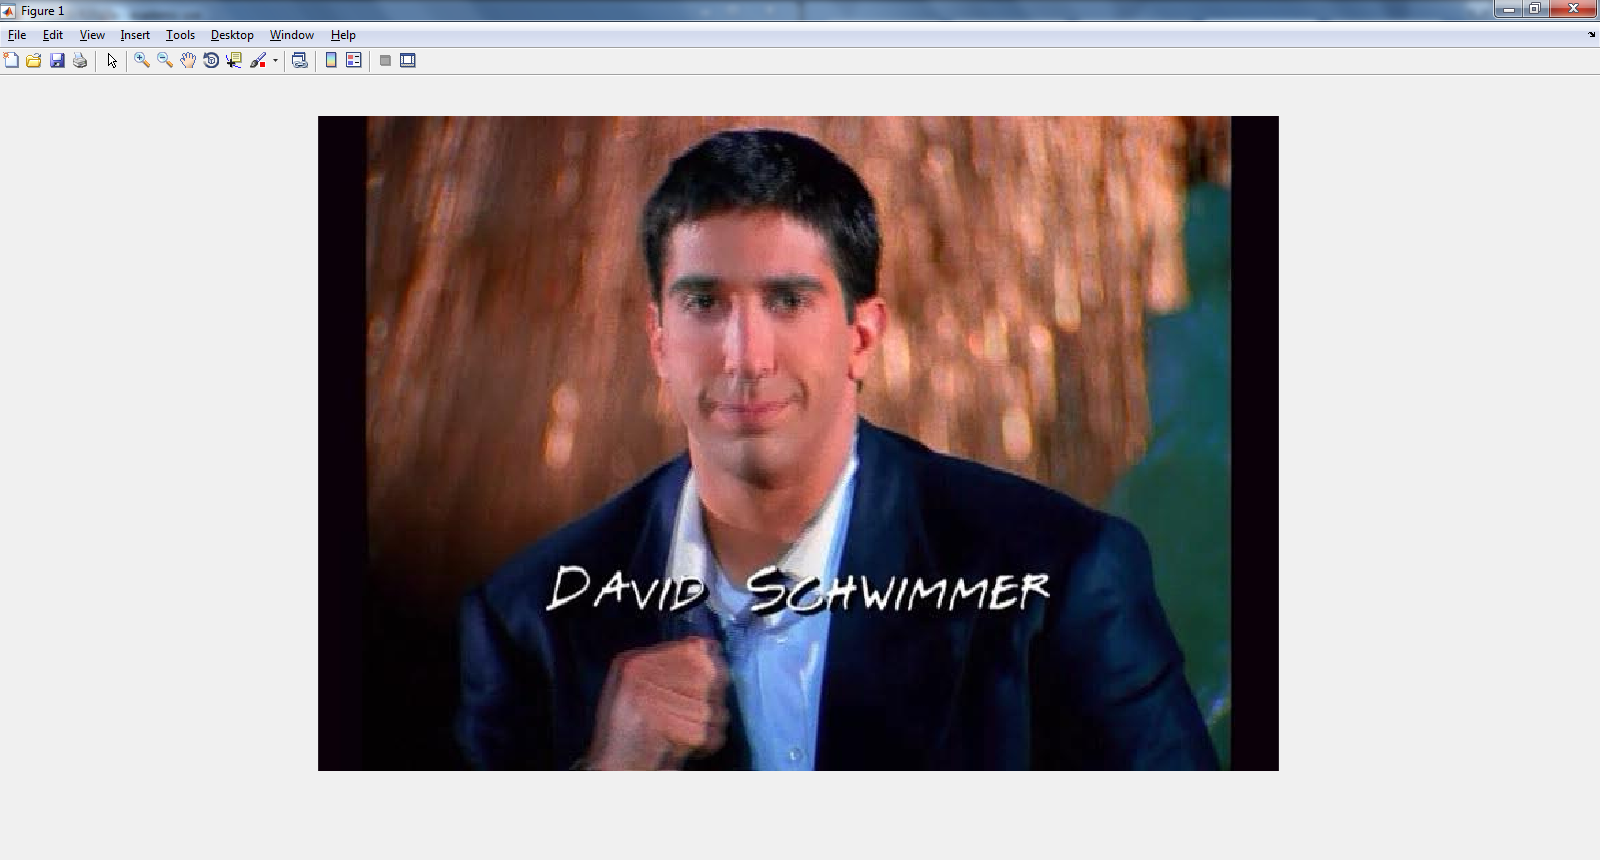 Figure 1
File Edit View Insert Tools Desktop Window Help
DAVID SCHWIMMER